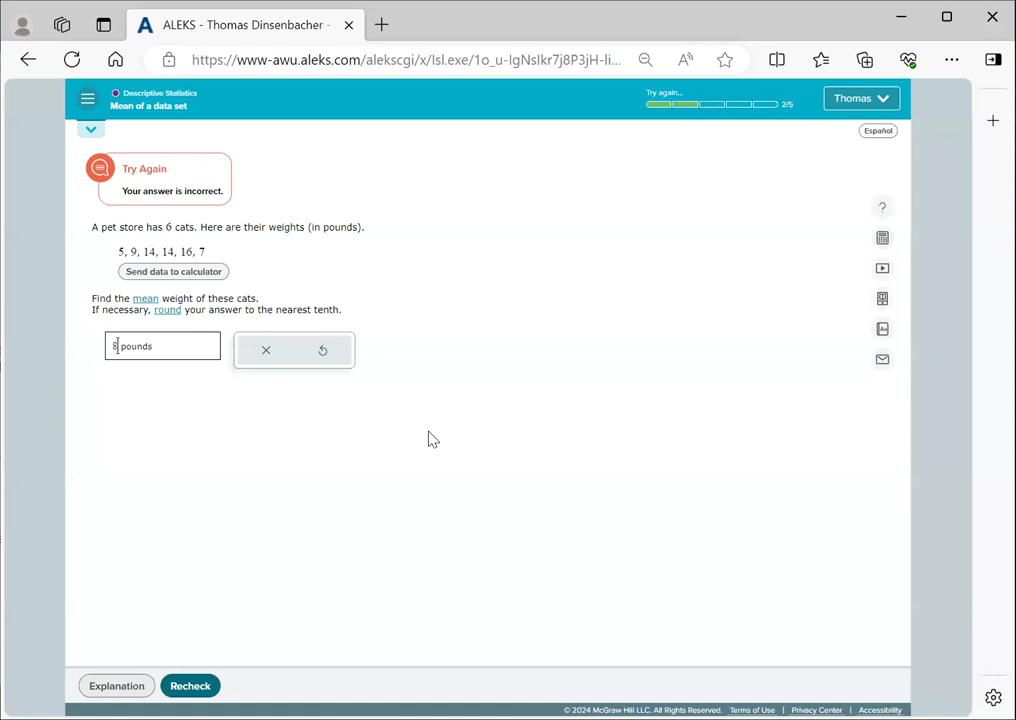 ALEKS - Thomas Dinsenbacher -
https://www-awu.aleks.com/alekscgi/x/Isl.exe/1o_u-IgNsIkr7j8P3jH-Ii...
Descriptive Statistics
Mean of a data set
Try again...
2/5
Thomas
Español
Try Again
Your answer is incorrect.
A pet store has 6 cats. Here are their weights (in pounds).
5, 9, 14, 14, 16, 7
Send data to calculator
Find the mean weight of these cats.
If necessary, round your answer to the nearest tenth.
8 pounds
Explanation
Recheck
© 2024 McGraw Hill LLC. All Rights Reserved. Terms of Use | Privacy Center | Accessibility